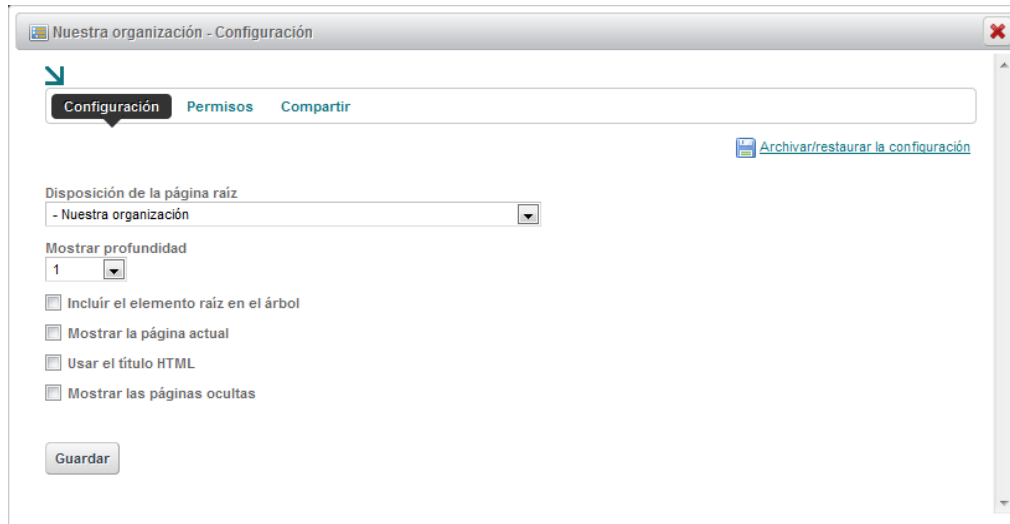 Nuestra organización - Configuración
Configuración Permisos Compartir
Archivar/restaurar la configuración
Disposición de la página raíz
- Nuestra organización
Mostrar profundidad
1
Incluír el elemento raíz en el árbol
Mostrar la página actual
Usar el título HTML
Mostrar las páginas ocultas
Guardar